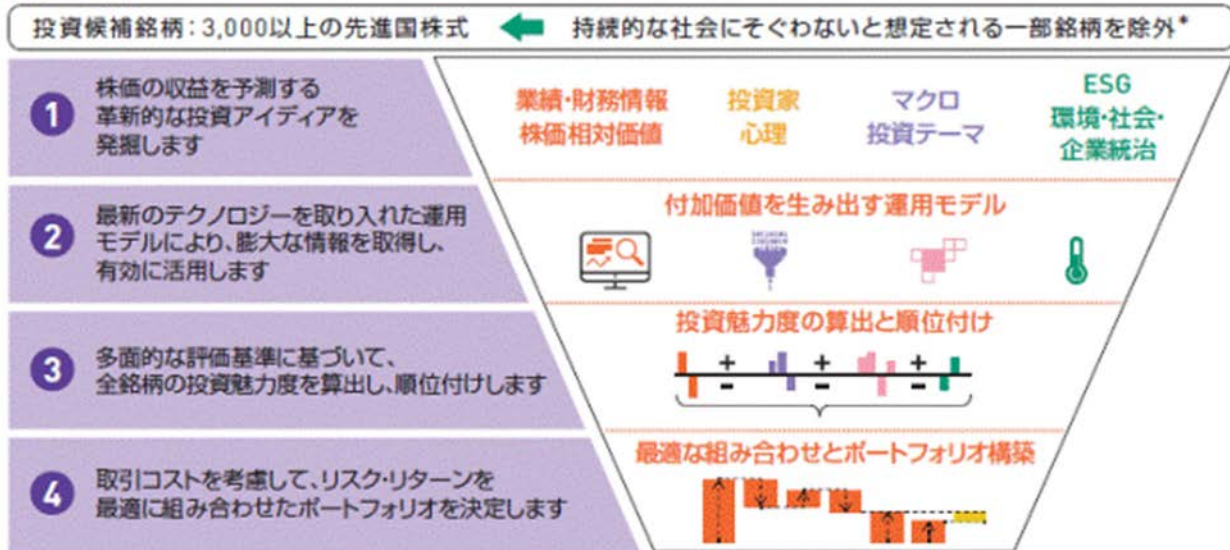 投資候補銘柄：3,000以上の先進国株式
持続的な社会にそぐわないと想定される一部銘柄を除外*
1
株価の収益を予測する
革新的な投資アイディアを
発掘します
業績・財務情報
株価相対価値
投資家
心理
マクロ
投資テーマ
ESG
環境・社会・
企業統治
2
最新のテクノロジーを取り入れた運用
モデルにより、膨大な情報を取得し、
有効に活用します
付加価値を生み出す運用モデル
3
多面的な評価基準に基づいて、
全銘柄の投資魅力度を算出し、順位付けします
投資魅力度の算出と順位付け
+ + +
− − −
4
取引コストを考慮して、リスク・リターンを
最適に組み合わせたポートフォリオを決定します
最適な組み合わせとポートフォリオ構築